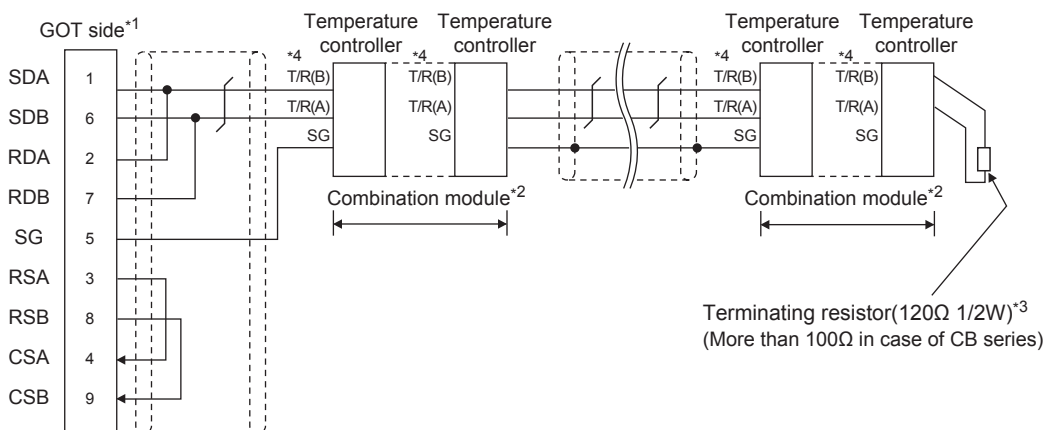 GOT side*1
SDA 1
SDB 6
RDA 2
RDB 7
SG 5
RSA 3
RSB 8
CSA 4
CSB 9
Temperature controller
Temperature controller
*4
T/R(B)
T/R(A)
SG
*4
T/R(B)
T/R(A)
SG
Combination module*2
Temperature controller
Temperature controller
*4
T/R(B)
T/R(A)
SG
*4
T/R(B)
T/R(A)
SG
Combination module*2
Terminating resistor(120Ω 1/2W)*3
(More than 100Ω in case of CB series)